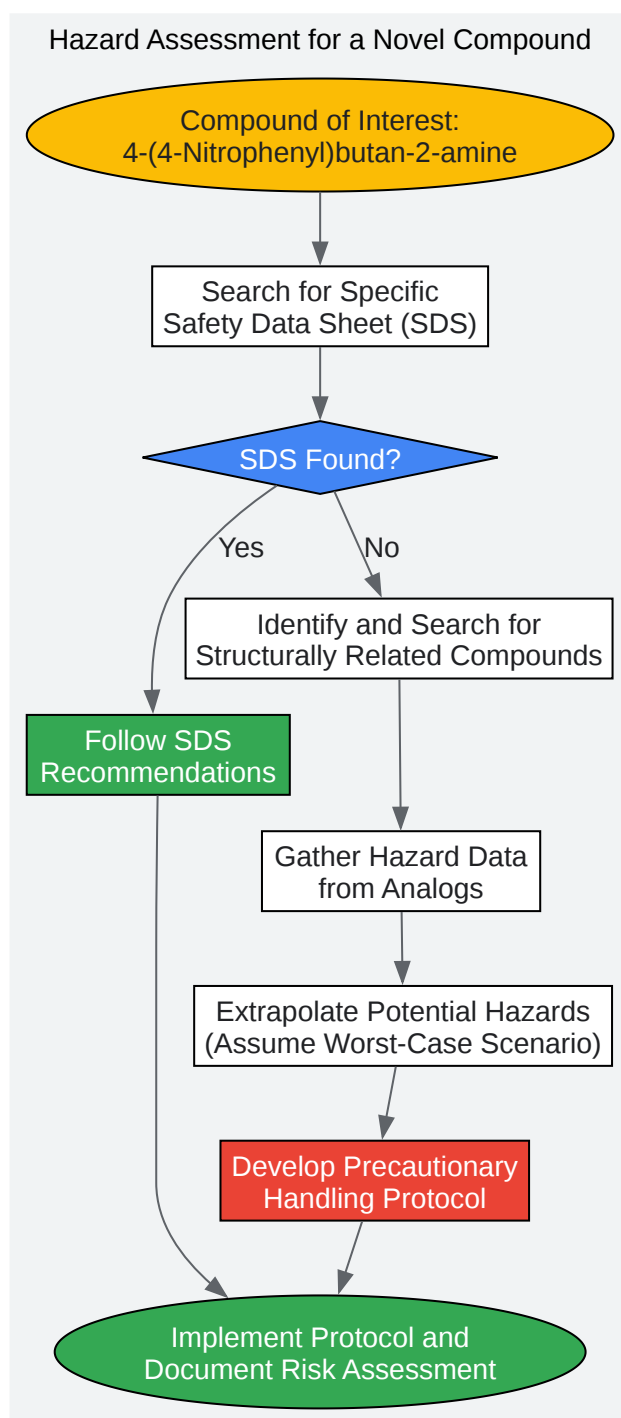 Hazard Assessment for a Novel Compound
Compound of Interest:
4-(4-Nitrophenyl)butan-2-amine
Search for Specific
Safety Data Sheet (SDS)
SDS Found?
Yes
No
Identify and Search for
Structurally Related Compounds
Follow SDS
Recommendations
Gather Hazard Data
from Analogs
Extrapolate Potential Hazards
(Assume Worst-Case Scenario)
Develop Precautionary
Handling Protocol
Implement Protocol and
Document Risk Assessment